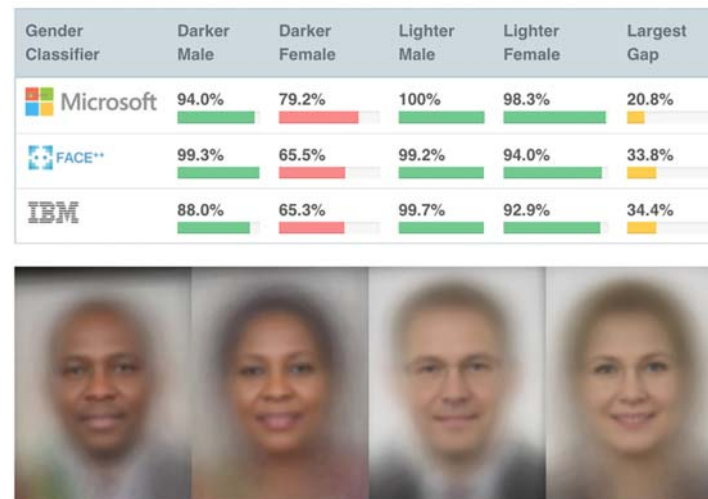 Gender Classifier Darker Male Darker Female Lighter Male Lighter Female Largest Gap
Microsoft 94.0% 79.2% 100% 98.3% 20.8%
FACE++ 99.3% 65.5% 99.2% 94.0% 33.8%
IBM 88.0% 65.3% 99.7% 92.9% 34.4%